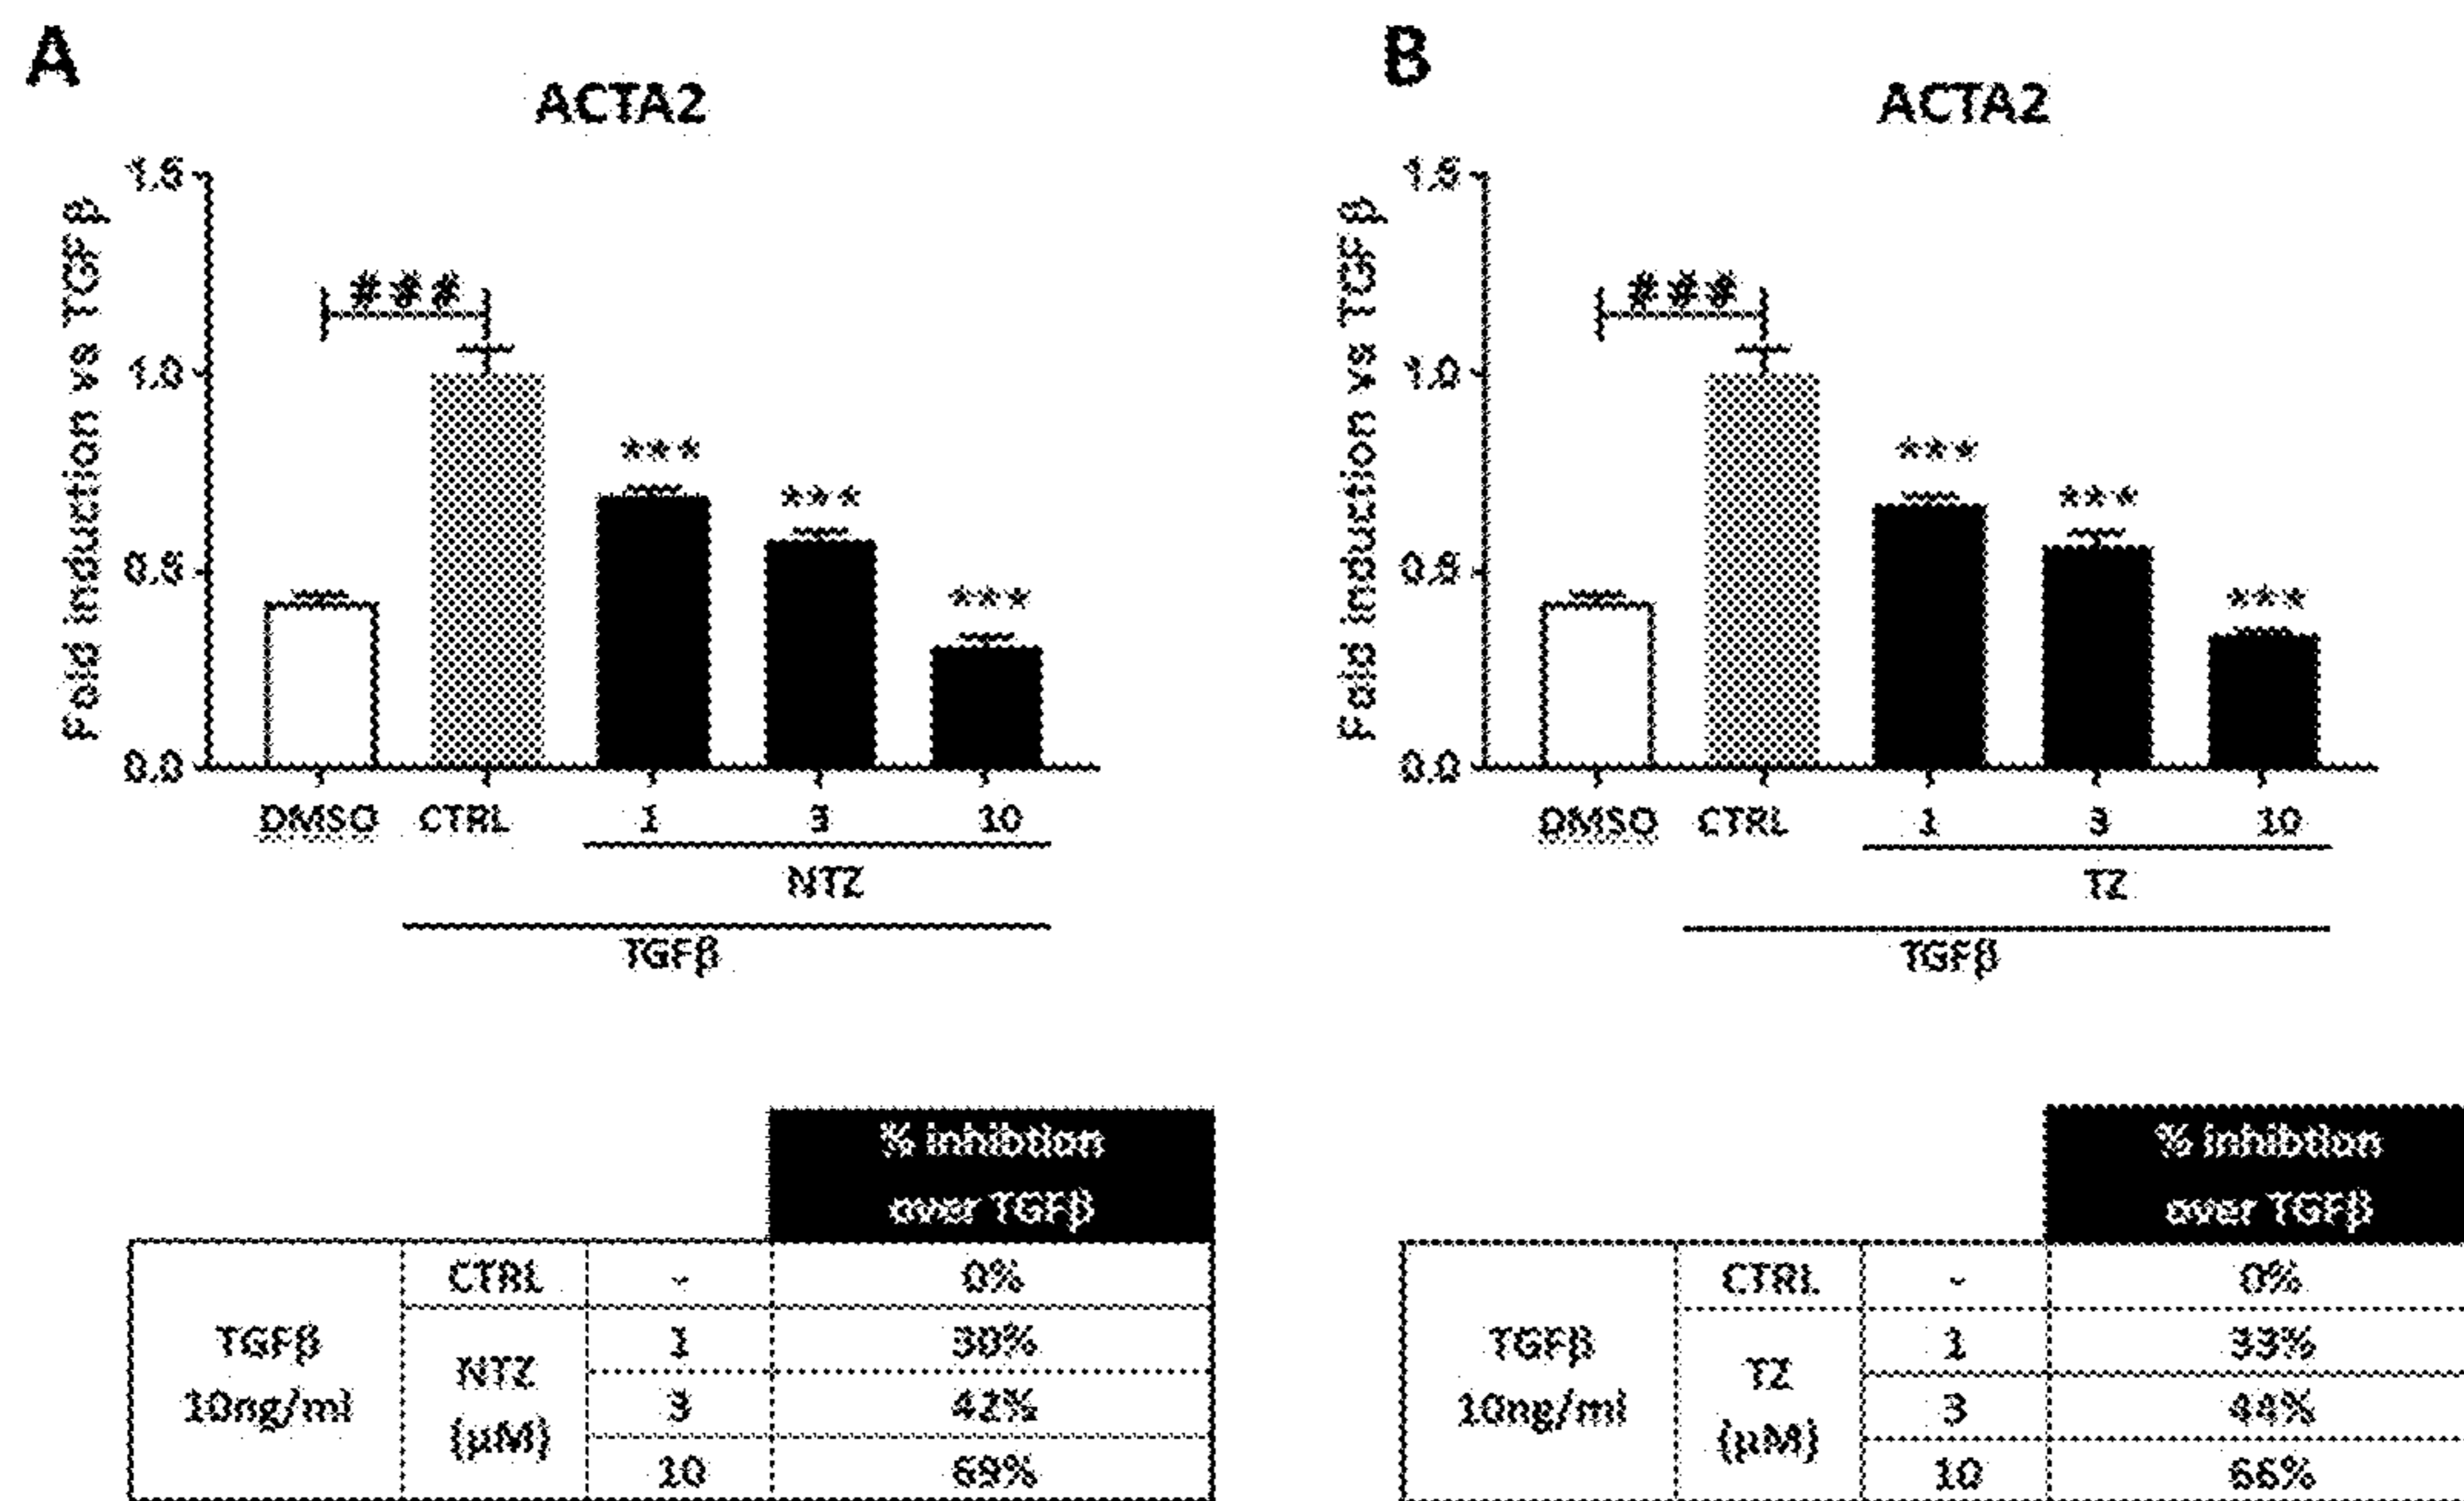 A
ACTA2
Fold induction vs TGFβ
1.5
1.0
0.5
0.0
###
***
***
***
DMSO CTRL 1 3 10
NTZ
TGFβ
% inhibtion
over TGFβ
TGFβ
10ng/ml
CTRL - 0%
NTZ
(μM)
1 30%
3 42%
10 69%
B
ACTA2
Fold induction vs TGFβ
1.5
1.0
0.5
0.0
###
***
***
***
DMSO CTRL 1 3 10
TZ
TGFβ
% inhibtion
over TGFβ
TGFβ
10ng/ml
CTRL - 0%
TZ
(μM)
1 33%
3 44%
10 66%